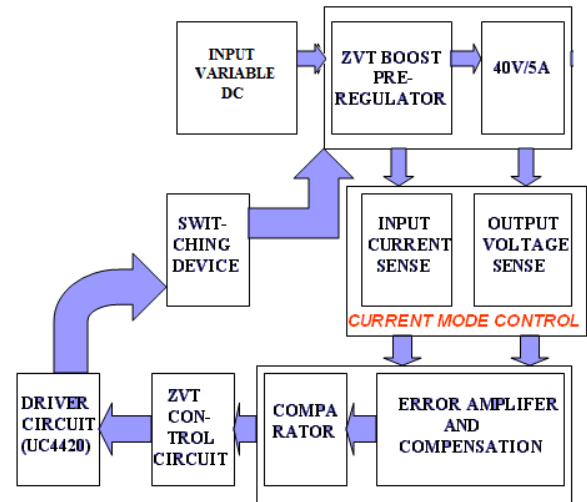 INPUT
VARIABLE
DC
ZVT BOOST
PRE-
REGULATOR
40V/5A
SWIT-
CHING
DEVICE
INPUT
CURRENT
SENSE
OUTPUT
VOLTAGE
SENSE
CURRENT MODE CONTROL
DRIVER
CIRCUIT
(UC4420)
ZVT
CON-
TROL
CIRCUIT
COMPA
RATOR
ERROR AMPLIFER
AND
COMPENSATION